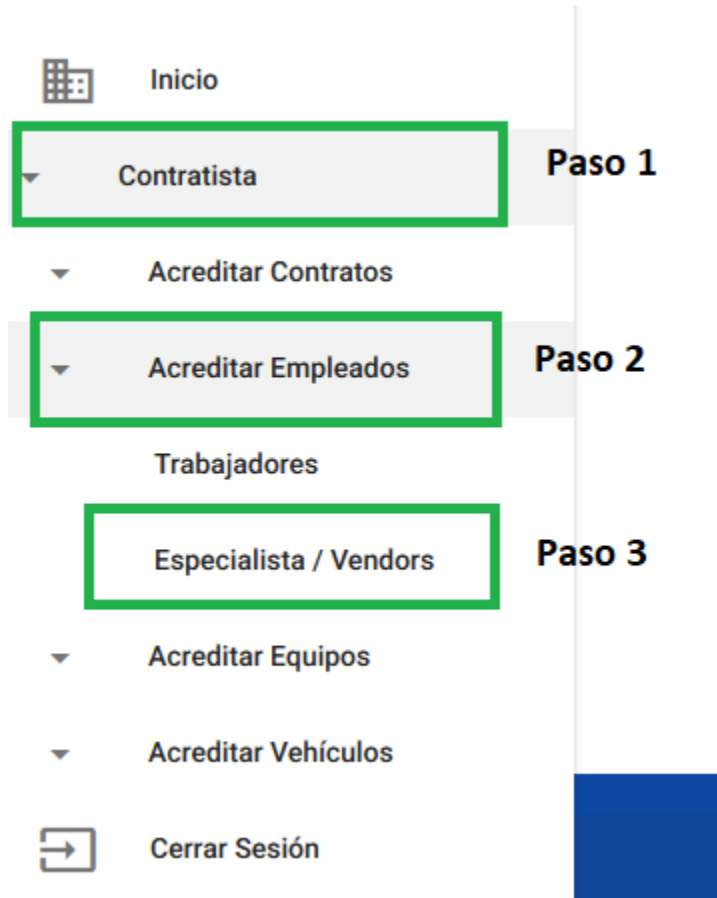 Inicio
Contratista Paso 1
Acreditar Contratos
Acreditar Empleados Paso 2
Trabajadores
Especialista / Vendors Paso 3
Acreditar Equipos
Acreditar Vehículos
Cerrar Sesión